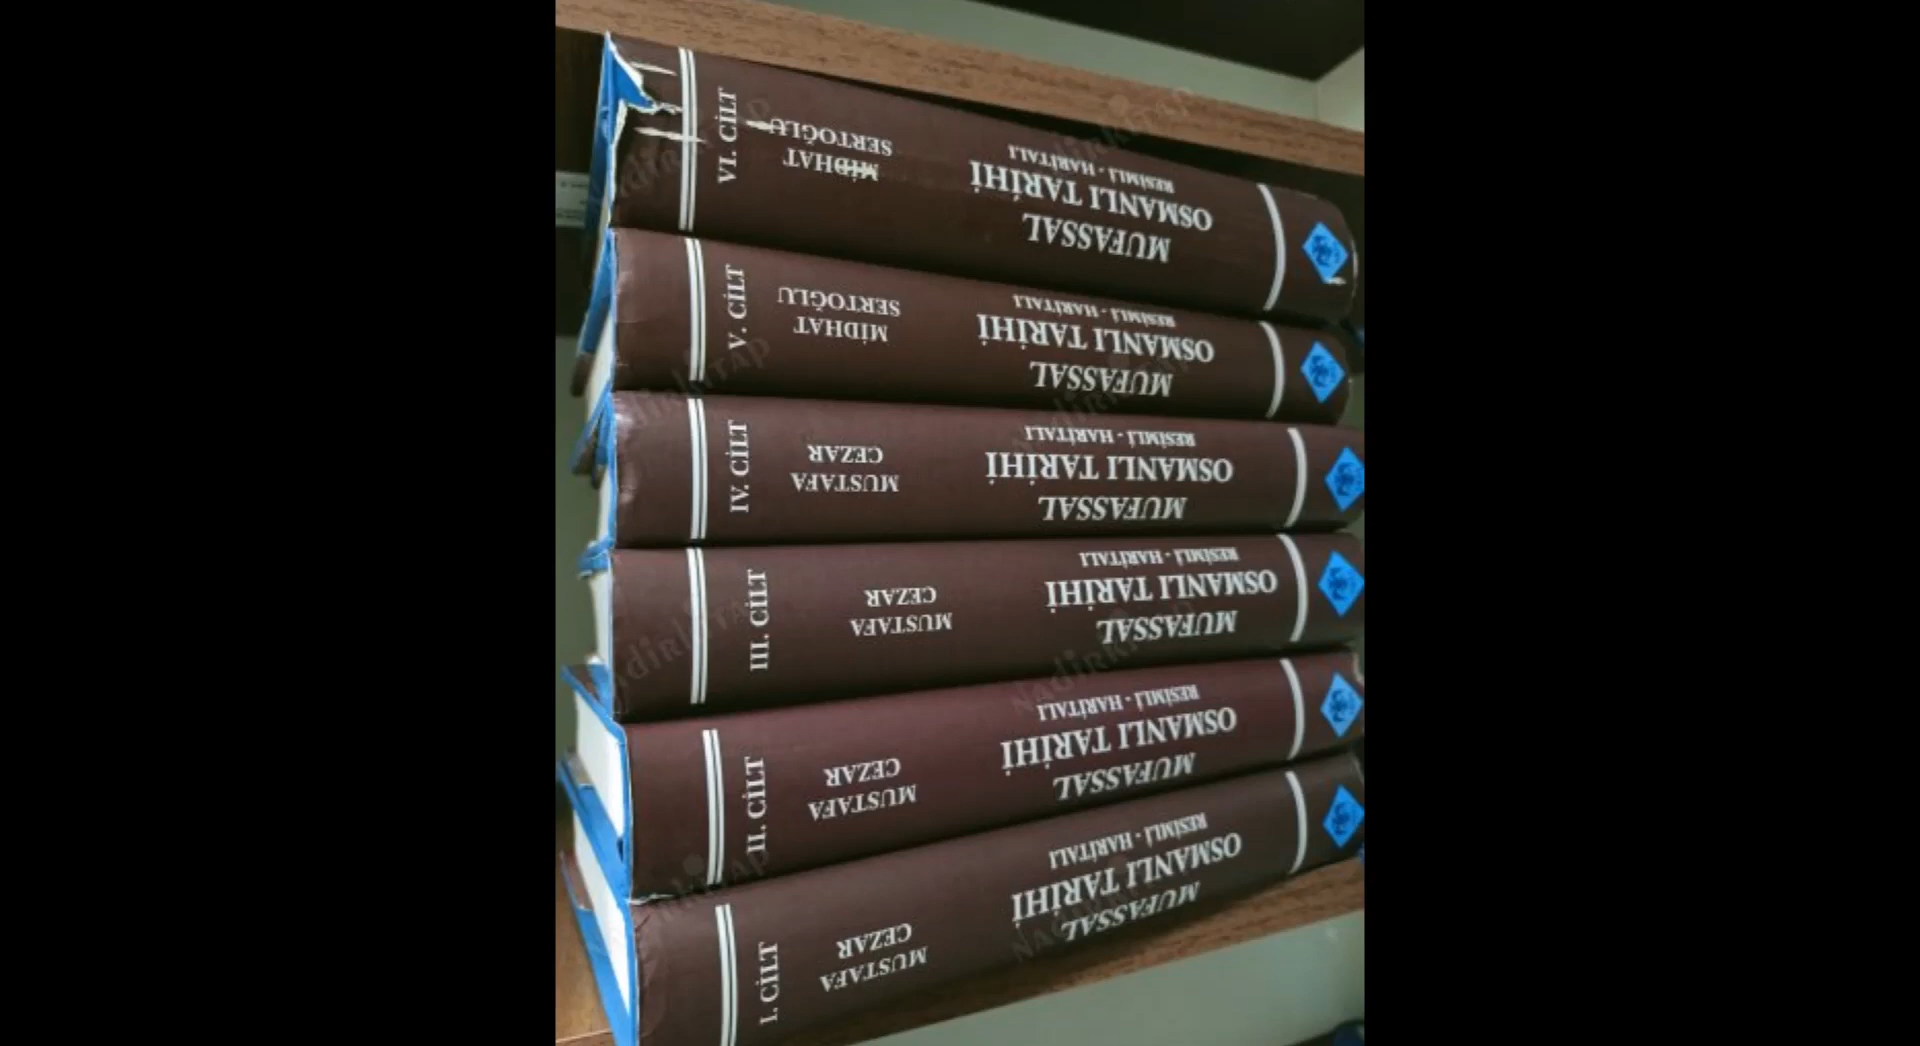 MUFASSAL
OSMANLI TARİHİ
RESİMLİ - HARİTALI
MİDHAT
SERTOĞLU
VI. CİLT
MUFASSAL
OSMANLI TARİHİ
RESİMLİ - HARİTALI
MİDHAT
SERTOĞLU
V. CİLT
MUFASSAL
OSMANLI TARİHİ
RESİMLİ - HARİTALI
MUSTAFA
CEZAR
IV. CİLT
MUFASSAL
OSMANLI TARİHİ
RESİMLİ - HARİTALI
MUSTAFA
CEZAR
III. CİLT
MUFASSAL
OSMANLI TARİHİ
RESİMLİ - HARİTALI
MUSTAFA
CEZAR
II. CİLT
MUFASSAL
OSMANLI TARİHİ
RESİMLİ - HARİTALI
MUSTAFA
CEZAR
I. CİLT
NadirKitap